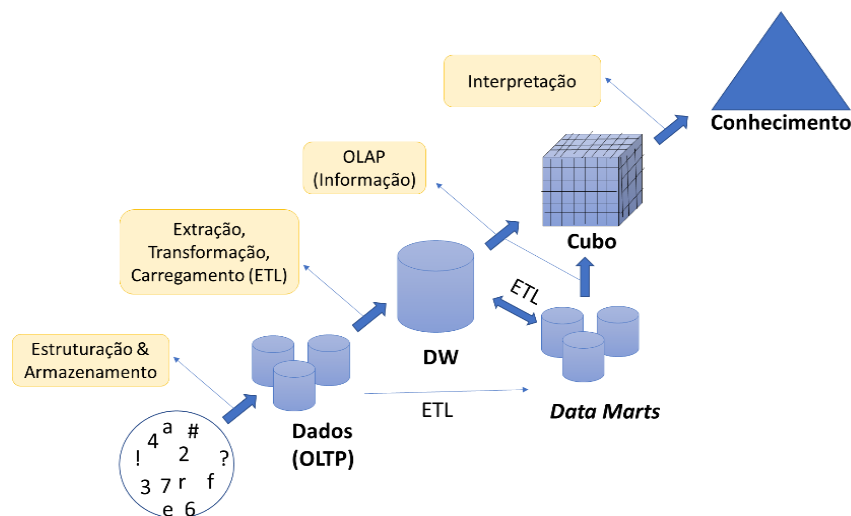 Interpretação
Conhecimento
OLAP
(Informação)
Cubo
Extração,
Transformação,
Carregamento (ETL)
ETL
DW
Estruturação &
Armazenamento
ETL
Data Marts
Dados
(OLTP)
a #
4
! 2 ?
3 7 r f
e 6